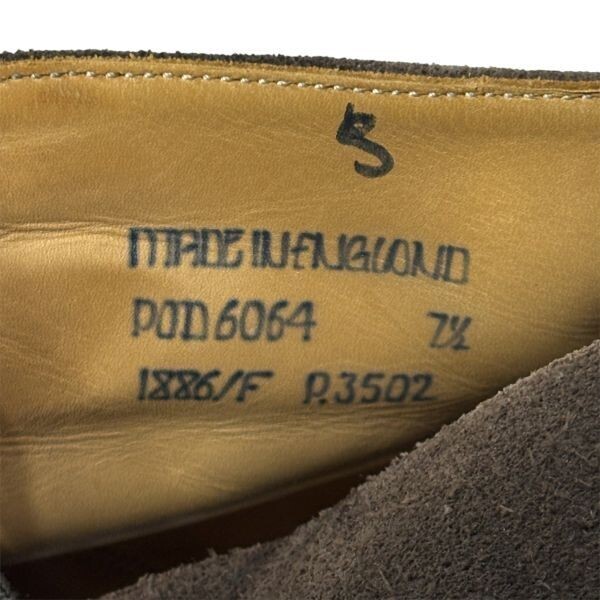 5
MADE IN ENGLAND
POD 6064 7½
1886/F P.3502